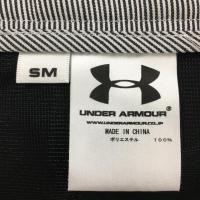 SM
UNDER ARMOUR®
WWW.UNDERARMOUR.CO.JP
MADE IN CHINA
ポリエステル 100%